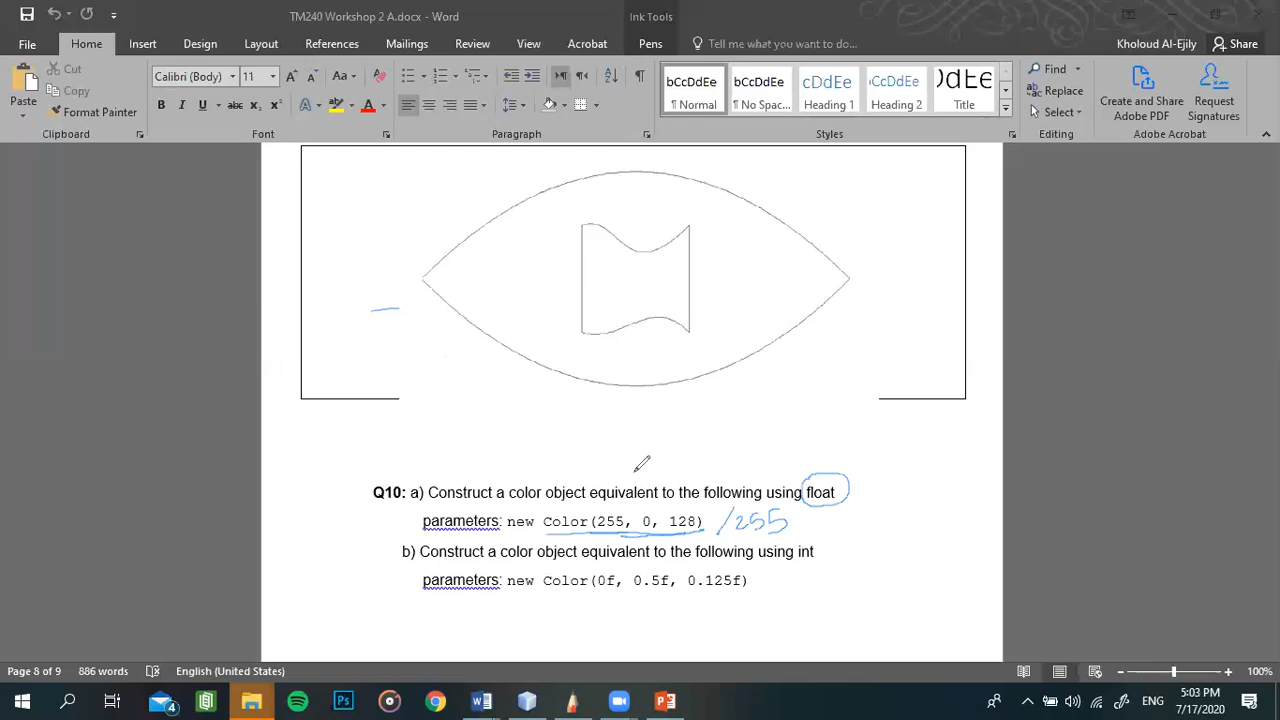 TM240 Workshop 2 A.docx - Word
Ink Tools
File
Home
Insert
Design
Layout
References
Mailings
Review
View
Acrobat
Pens
Tell me what you want to do...
Kholoud Al-Ejily
Share
Paste
Cut
Copy
Format Painter
Clipboard
Calibri (Body)
11
Font
Paragraph
bCcDdEe
¶ Normal
bCcDdEe
¶ No Spac...
cDdEe
Heading 1
bCcDdEe
Heading 2
DdEe
Title
Styles
Find
Replace
Select
Editing
Create and Share
Adobe PDF
Request
Signatures
Adobe Acrobat
Q10: a) Construct a color object equivalent to the following using float
parameters: new Color(255, 0, 128) /255
b) Construct a color object equivalent to the following using int
parameters: new Color(0f, 0.5f, 0.125f)
Page 8 of 9
886 words
English (United States)
100%
4
ENG
5:03 PM
7/17/2020